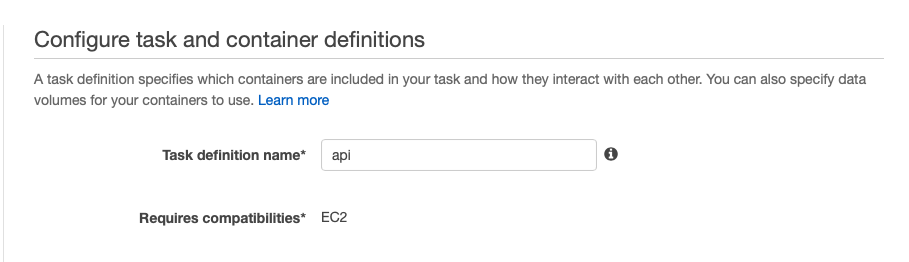 Configure task and container definitions
A task definition specifies which containers are included in your task and how they interact with each other. You can also specify data
volumes for your containers to use. Learn more
Task definition name* api
Requires compatibilities* EC2